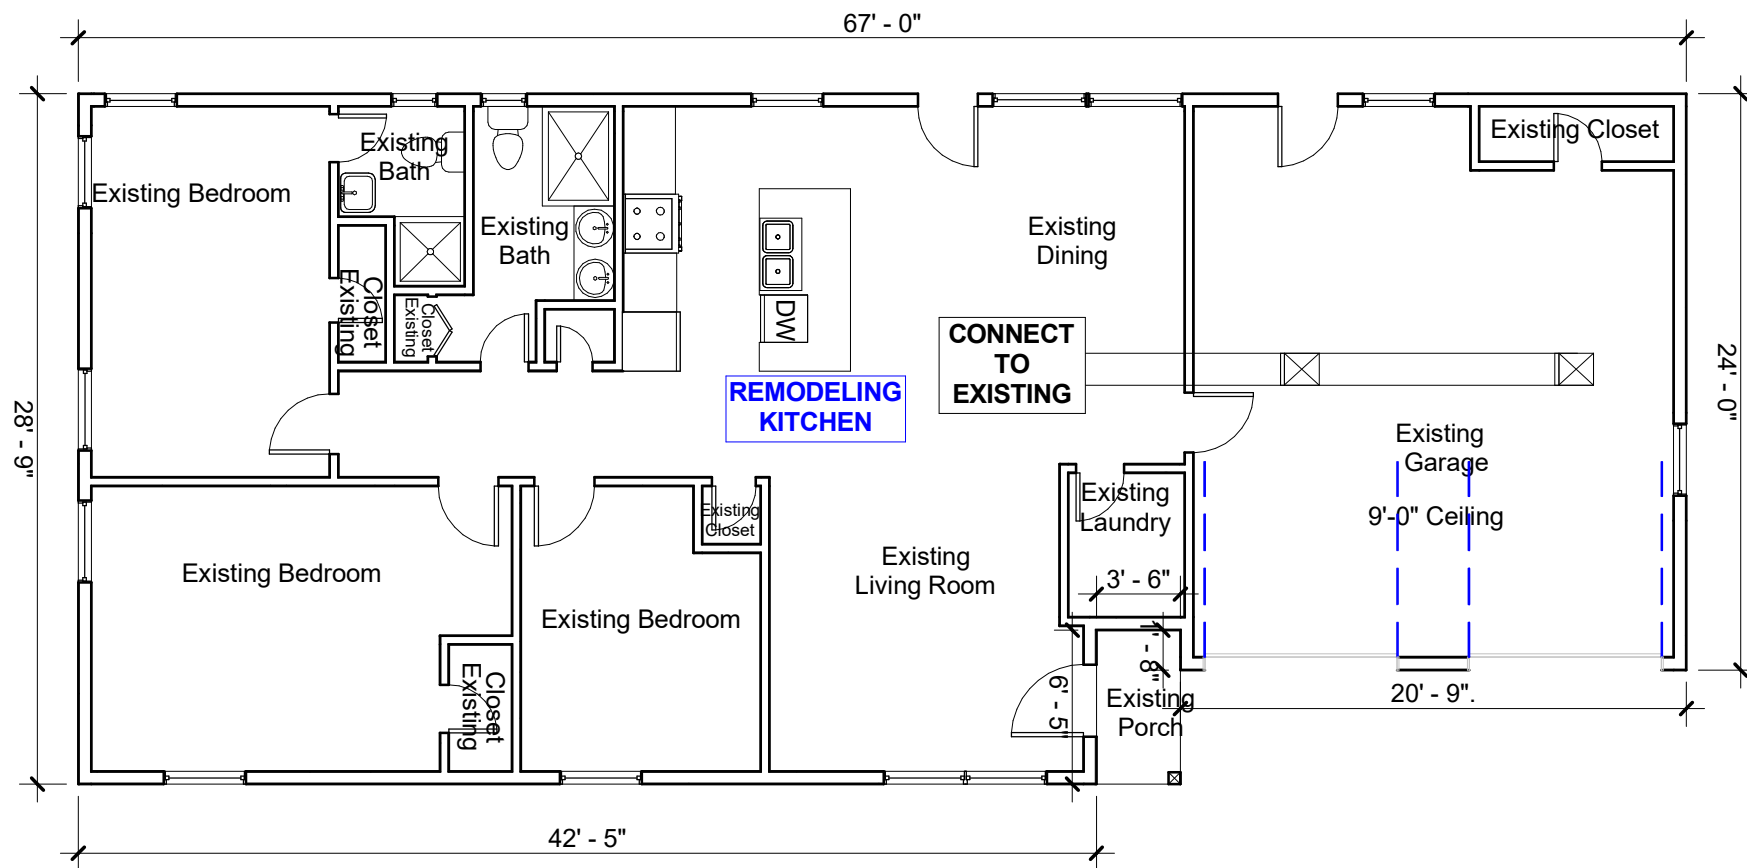 67' - 0"
Existing Closet
Existing
Bath
Existing Bedroom
Existing
Bath
Existing
Dining
Closet
Existing
Closet
Existing
DW
CONNECT
TO
EXISTING
REMODELING
KITCHEN
24' - 0"
28' - 9"
Existing
Garage
9'-0" Ceiling
Existing
Laundry
Existing
Closet
Existing
Living Room
Existing Bedroom
3' - 6"
Existing Bedroom
Closet
Existing
6' - 5"
Existing
Porch
20' - 9".
42' - 5"